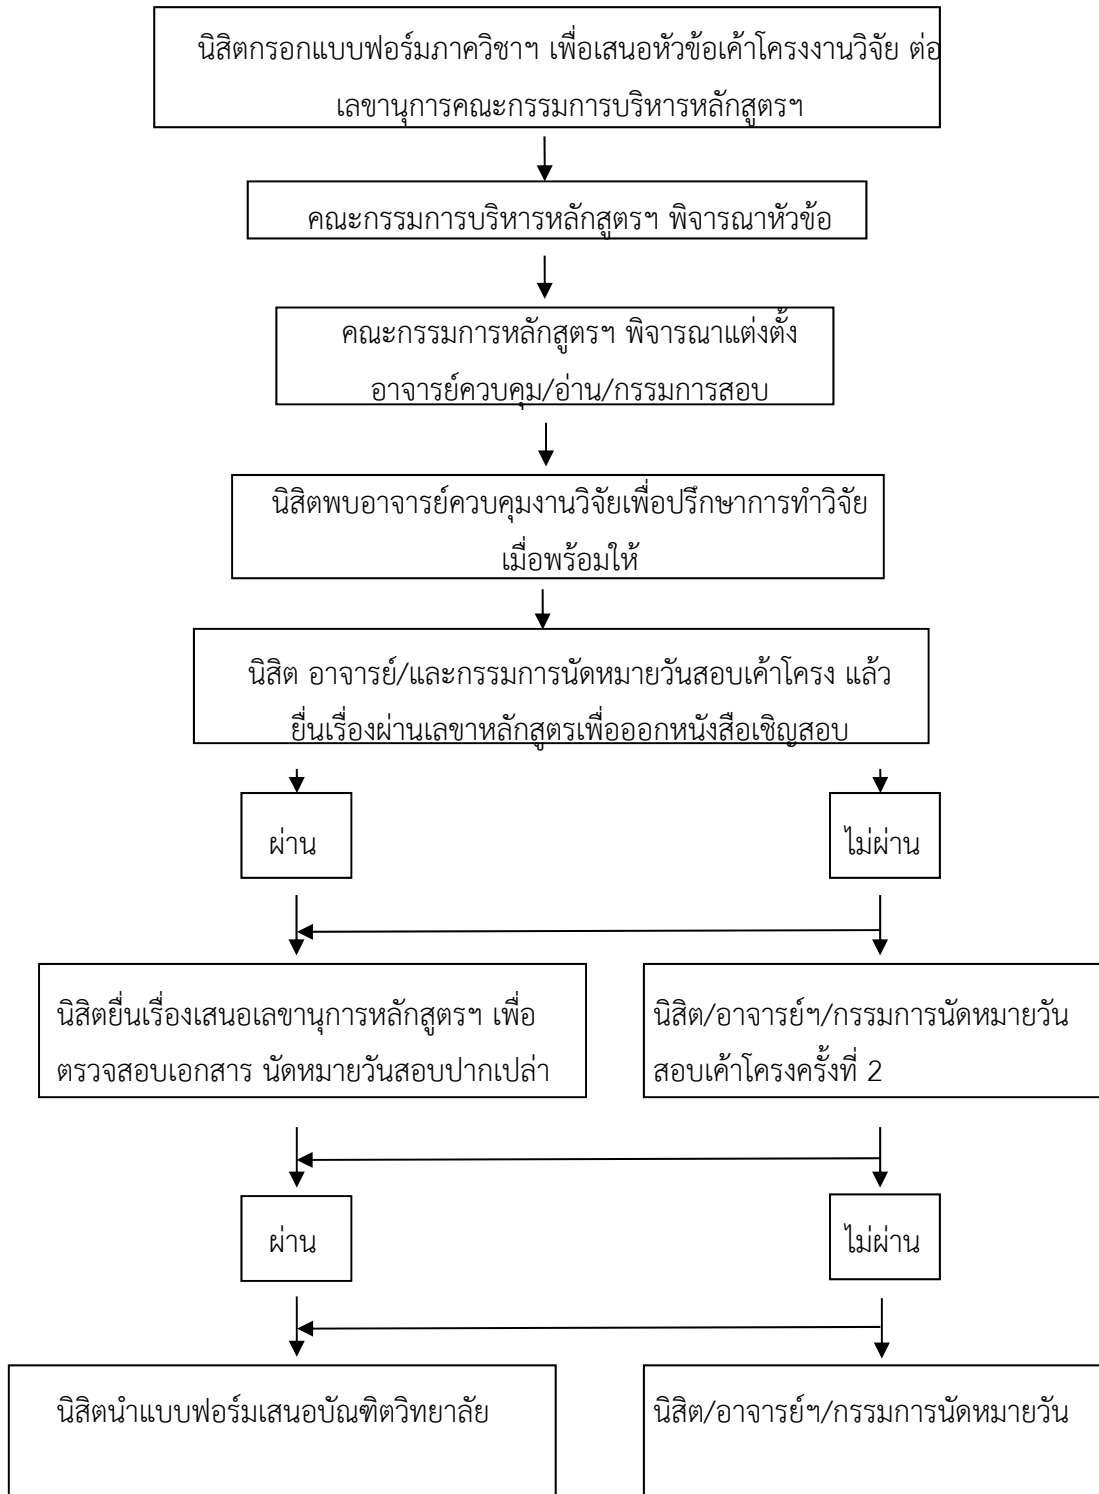 นิสิตกรอกแบบฟอร์มภาควิชาฯ เพื่อเสนอหัวข้อเค้าโครงงานวิจัย ต่อ
เลขานุการคณะกรรมการบริหารหลักสูตรฯ
คณะกรรมการบริหารหลักสูตรฯ พิจารณาหัวข้อ
คณะกรรมการหลักสูตรฯ พิจารณาแต่งตั้ง
อาจารย์ควบคุม/อ่าน/กรรมการสอบ
นิสิตพบอาจารย์ควบคุมงานวิจัยเพื่อปรึกษาการทำวิจัย
เมื่อพร้อมให้
นิสิต อาจารย์/และกรรมการนัดหมายวันสอบเค้าโครง แล้ว
ยื่นเรื่องผ่านเลขาหลักสูตรเพื่อออกหนังสือเชิญสอบ
ผ่าน
ไม่ผ่าน
นิสิตยื่นเรื่องเสนอเลขานุการหลักสูตรฯ เพื่อ
ตรวจสอบเอกสาร นัดหมายวันสอบปากเปล่า
นิสิต/อาจารย์ฯ/กรรมการนัดหมายวัน
สอบเค้าโครงครั้งที่ 2
ผ่าน
ไม่ผ่าน
นิสิตนำแบบฟอร์มเสนอบัณฑิตวิทยาลัย
นิสิต/อาจารย์ฯ/กรรมการนัดหมายวัน